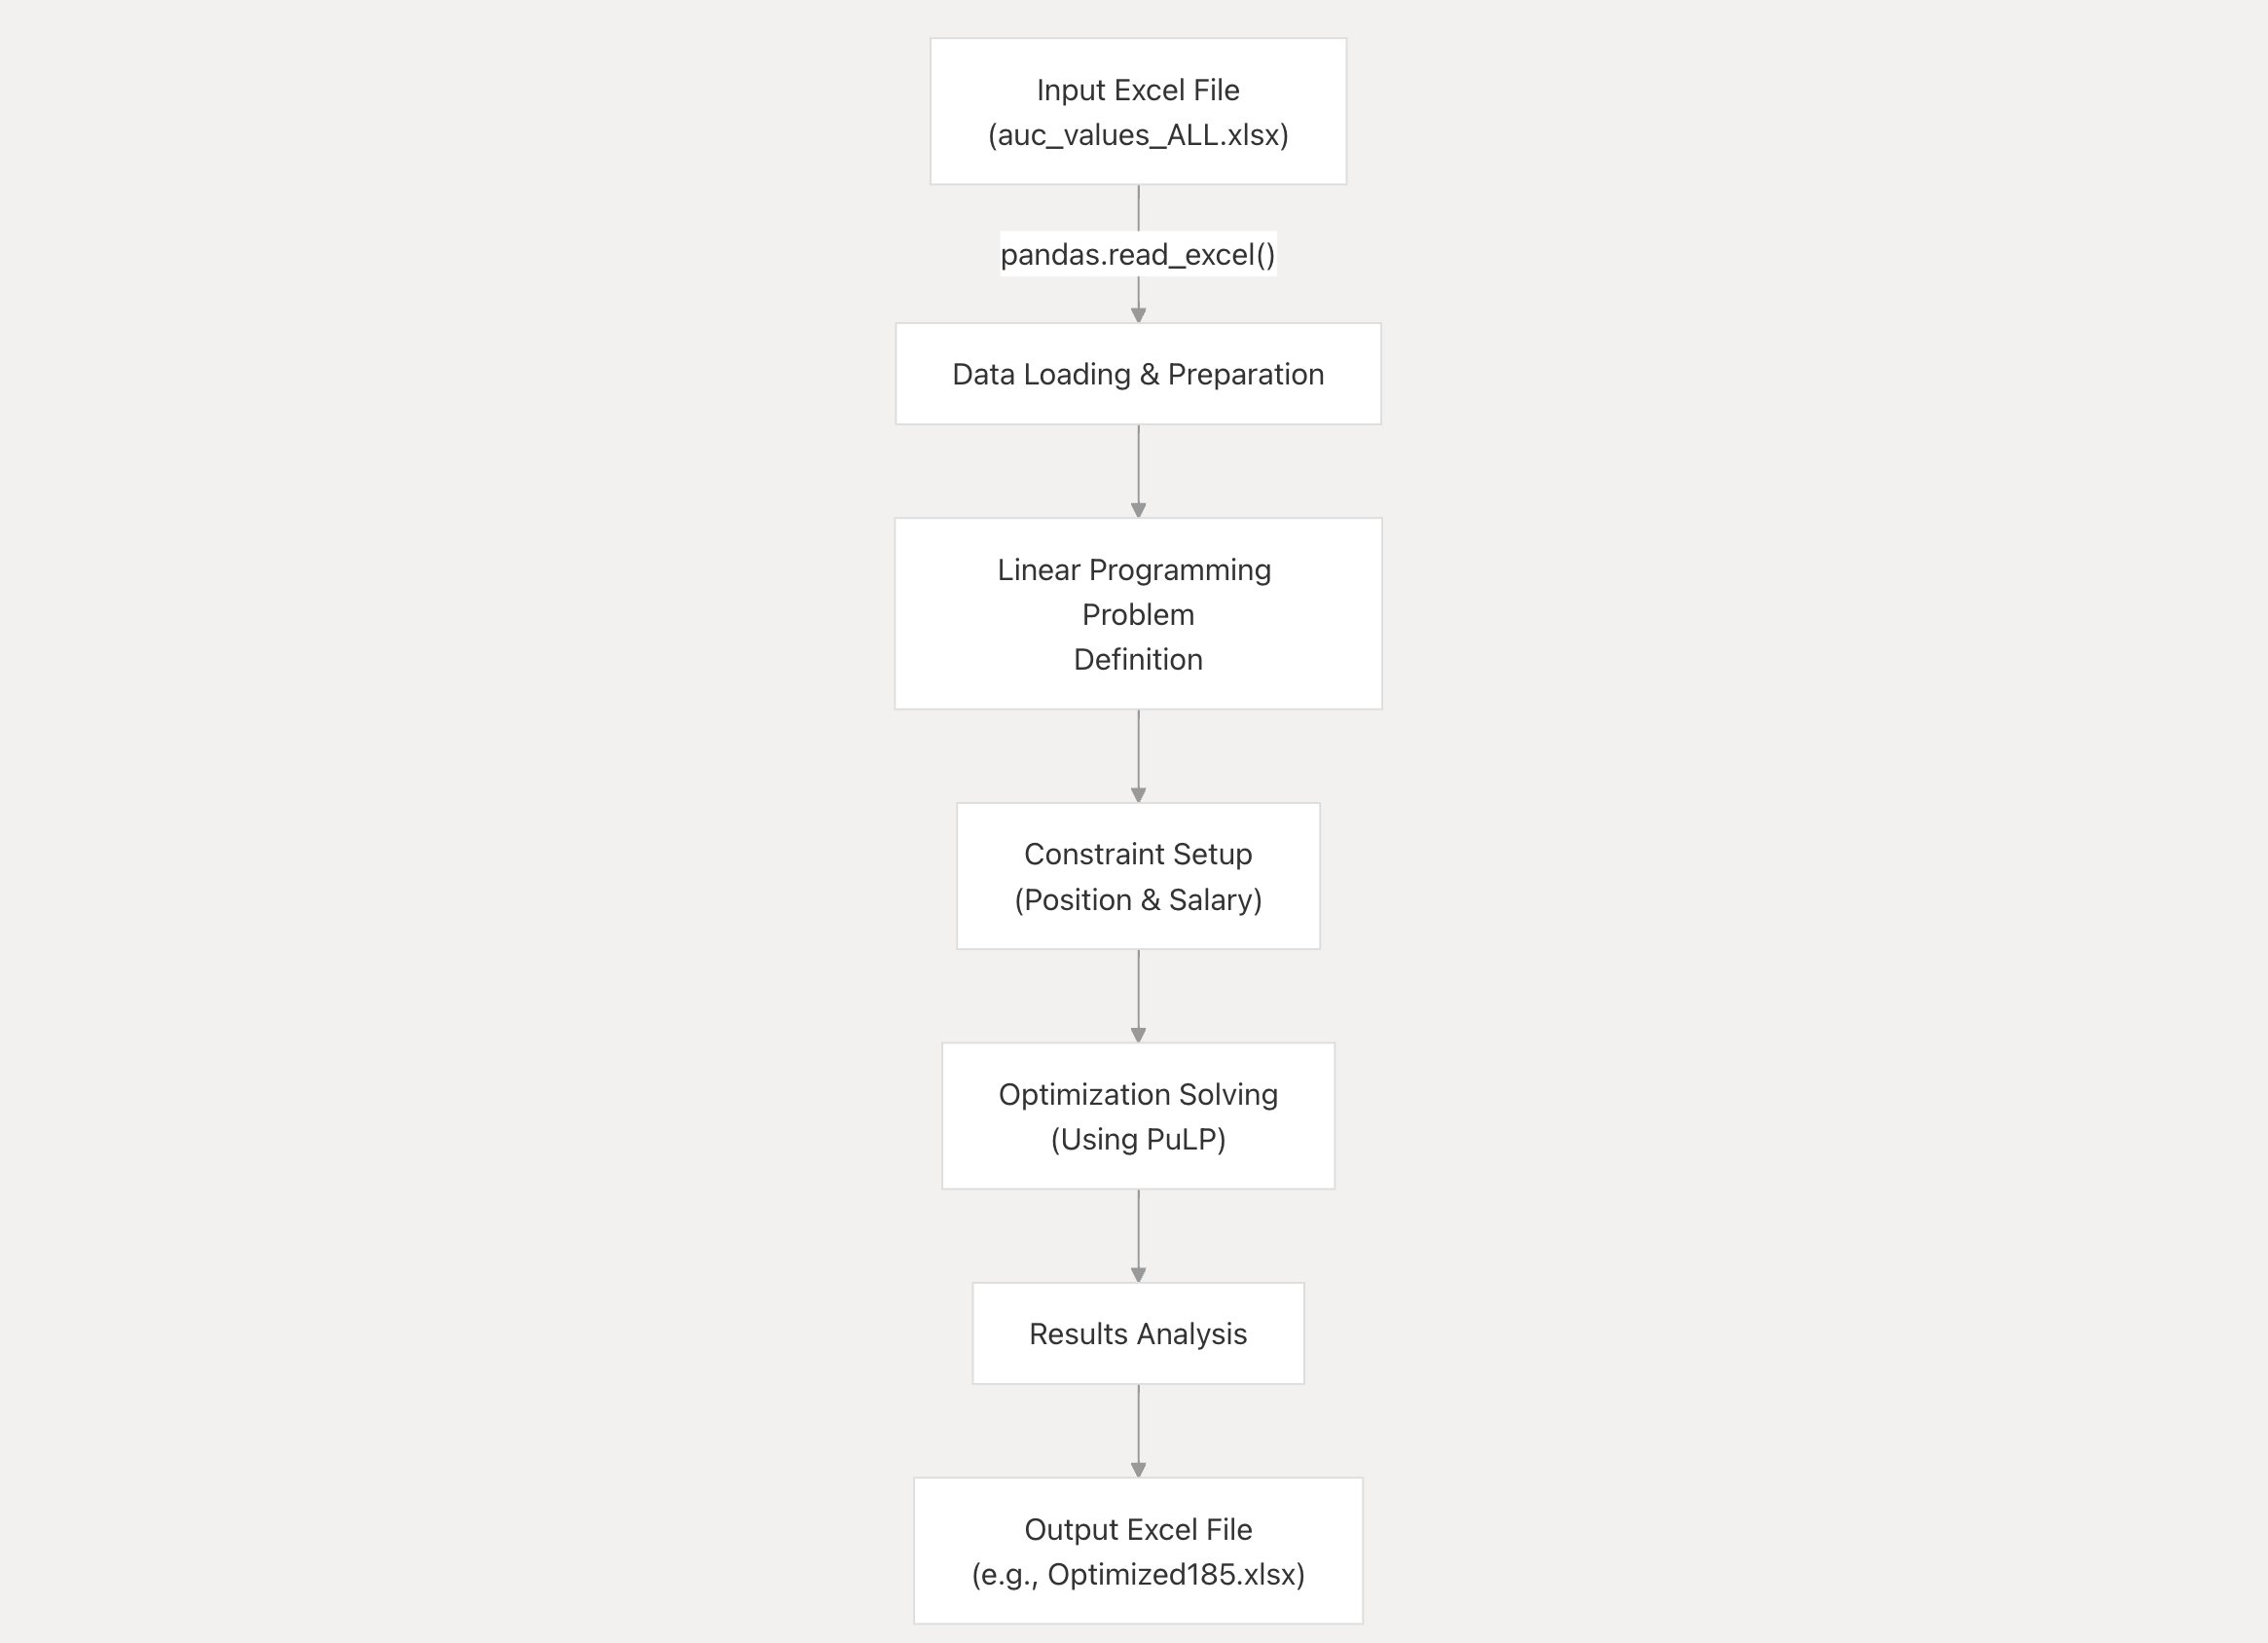 Input Excel File
(auc_values_ALL.xlsx)
pandas.read_excel()
Data Loading & Preparation
Linear Programming
Problem
Definition
Constraint Setup
(Position & Salary)
Optimization Solving
(Using PuLP)
Results Analysis
Output Excel File
(e.g., Optimized185.xlsx)